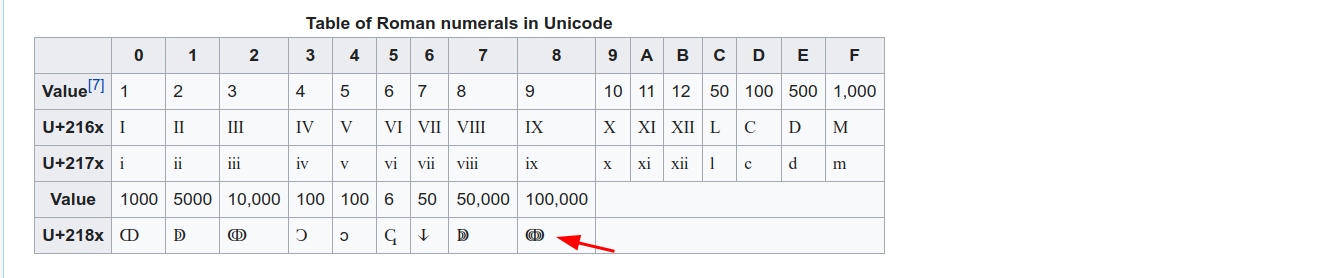 Table of Roman numerals in Unicode
0 1 2 3 4 5 6 7 8 9 A B C D E F
Value[7] 1 2 3 4 5 6 7 8 9 10 11 12 50 100 500 1,000
U+216x Ⅰ Ⅱ Ⅲ Ⅳ Ⅴ Ⅵ Ⅶ Ⅷ Ⅸ Ⅹ Ⅺ Ⅻ Ⅼ Ⅽ Ⅾ Ⅿ
U+217x ⅰ ⅱ ⅲ ⅳ ⅴ ⅵ ⅶ ⅷ ⅸ ⅹ ⅺ ⅻ ⅼ ⅽ ⅾ ⅿ
Value 1000 5000 10,000 100 100 6 50 50,000 100,000
U+218x ↀ ↁ ↂ Ↄ ↄ ↅ ↆ ↇ ↈ